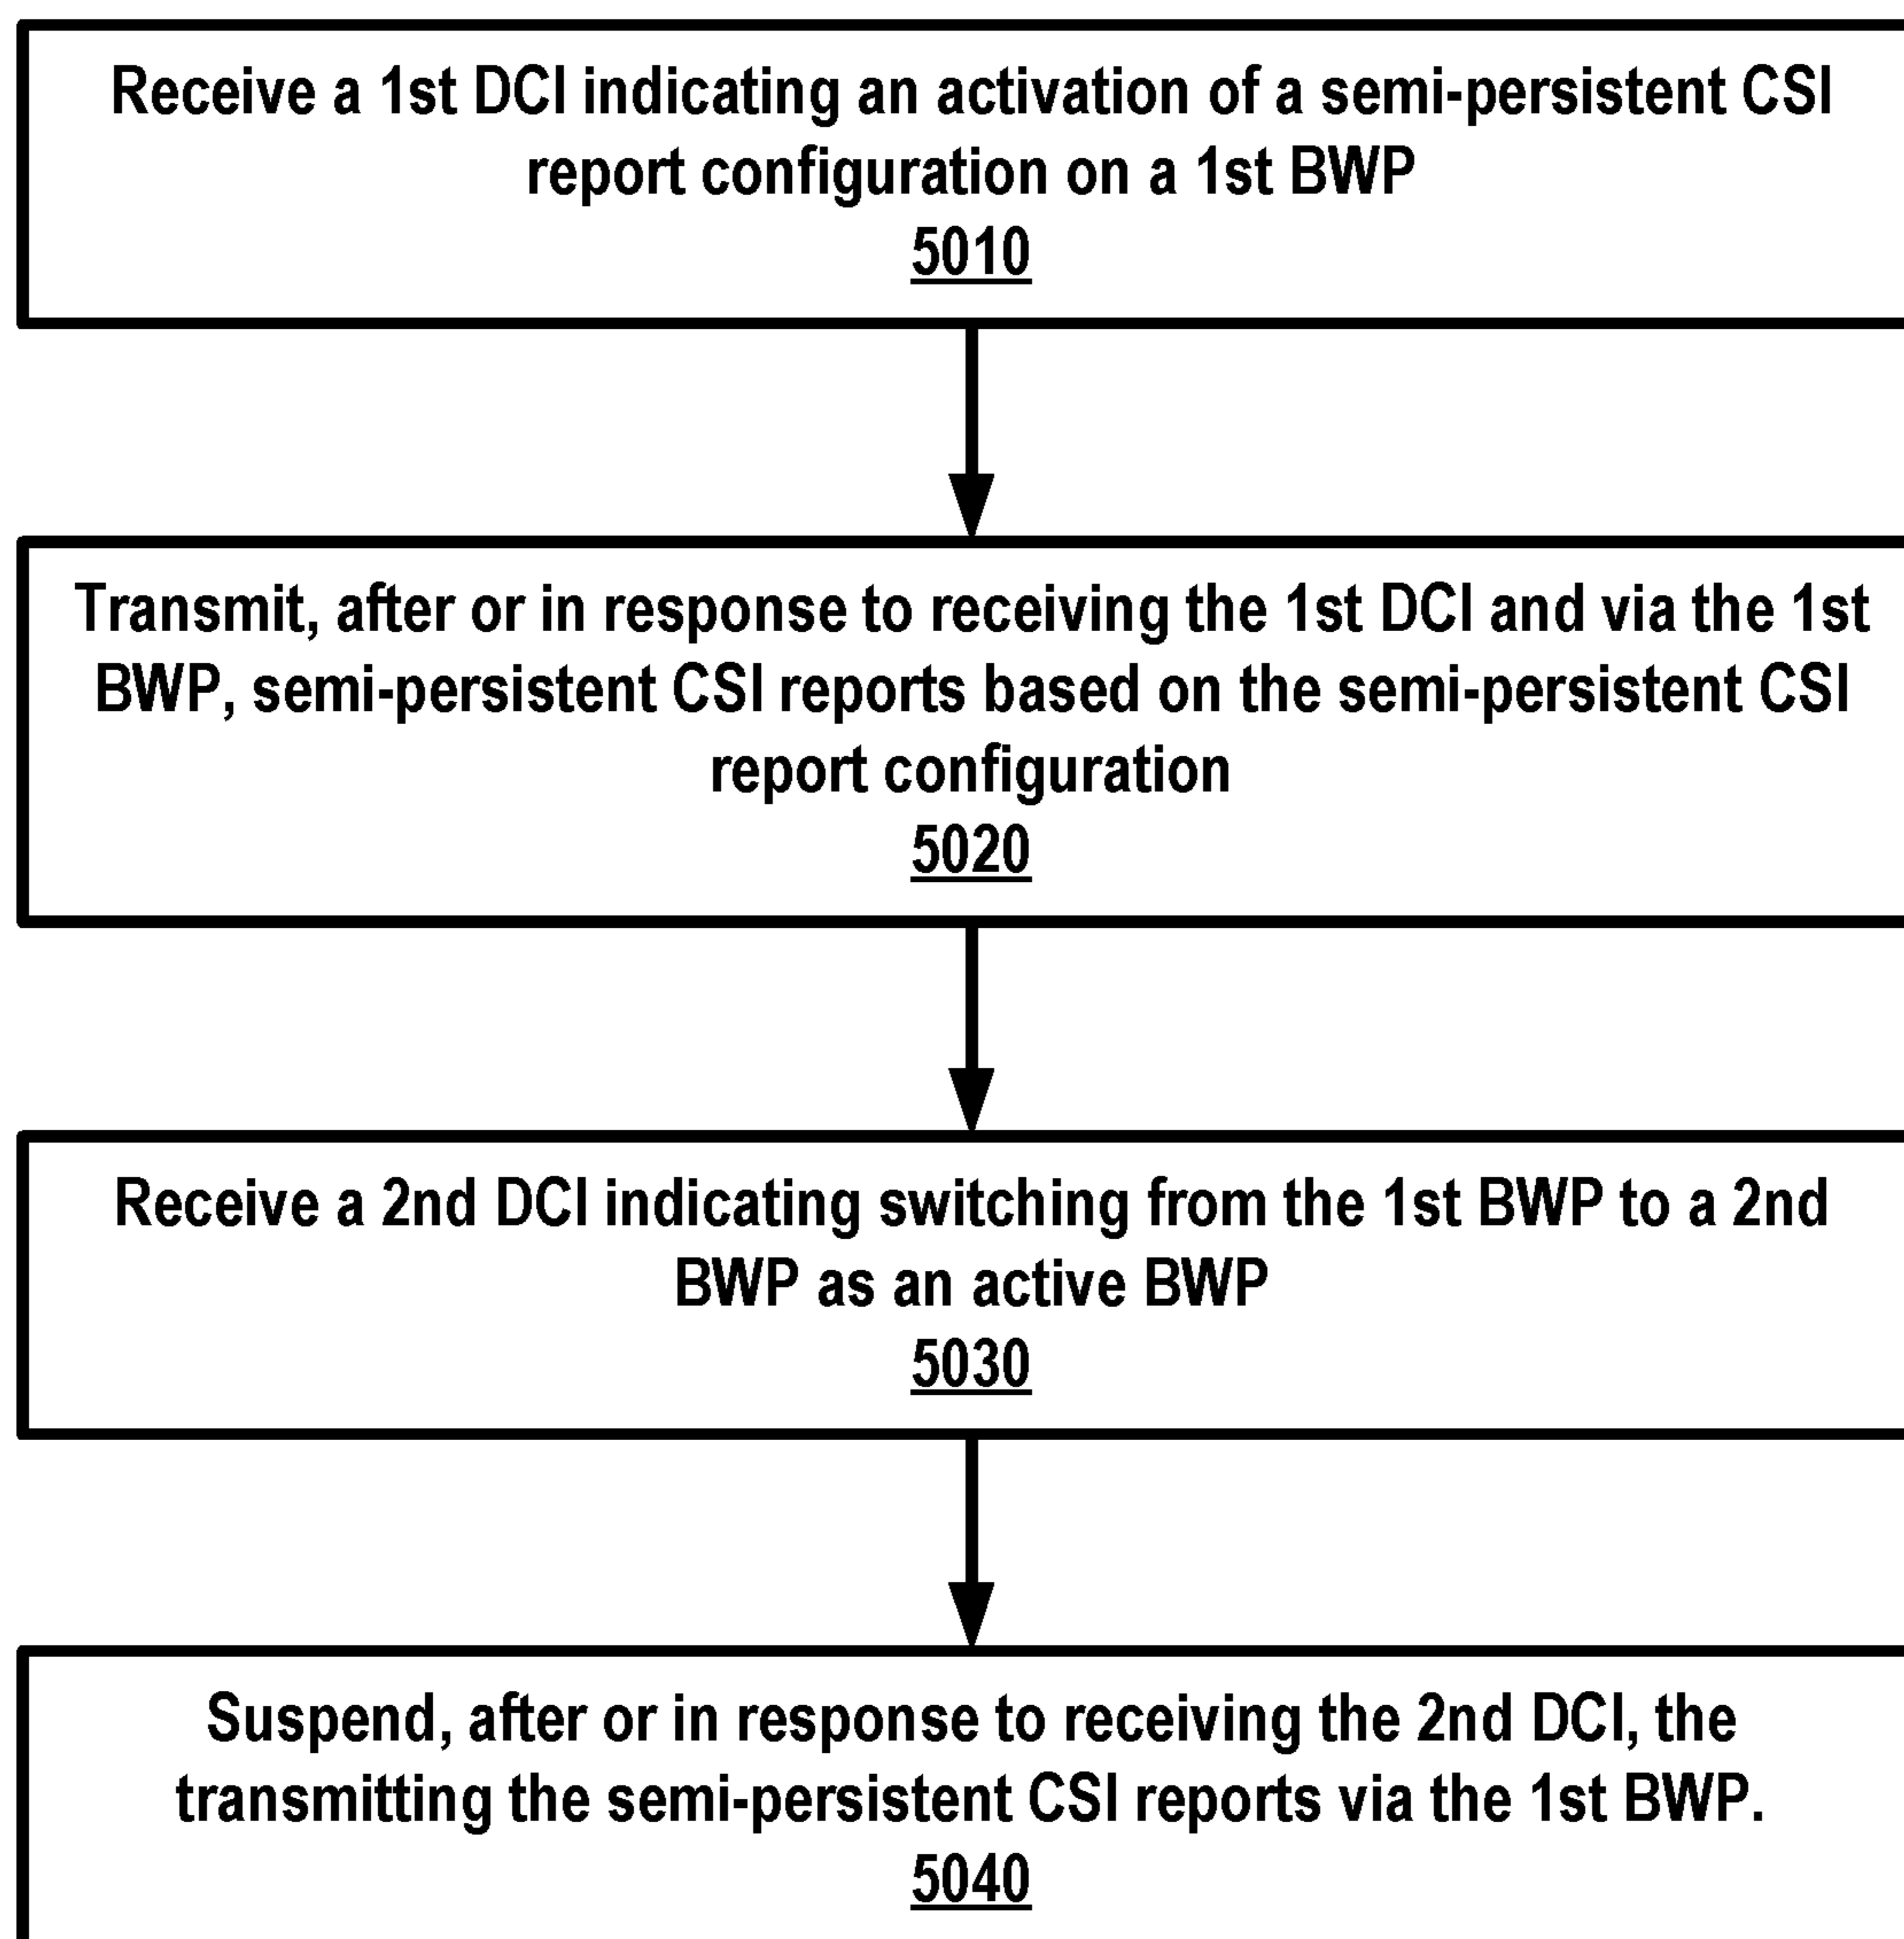 Receive a 1st DCI indicating an activation of a semi-persistent CSI
report configuration on a 1st BWP
5010
Transmit, after or in response to receiving the 1st DCI and via the 1st
BWP, semi-persistent CSI reports based on the semi-persistent CSI
report configuration
5020
Receive a 2nd DCI indicating switching from the 1st BWP to a 2nd
BWP as an active BWP
5030
Suspend, after or in response to receiving the 2nd DCI, the
transmitting the semi-persistent CSI reports via the 1st BWP.
5040